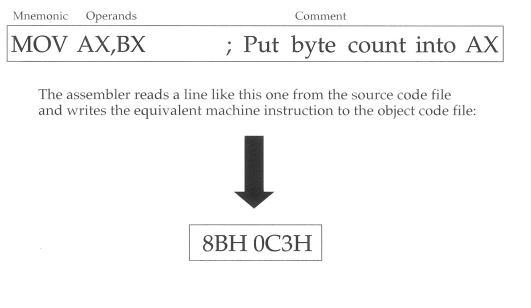 Mnemonic Operands Comment
MOV AX,BX ; Put byte count into AX
The assembler reads a line like this one from the source code file
and writes the equivalent machine instruction to the object code file:
8BH 0C3H